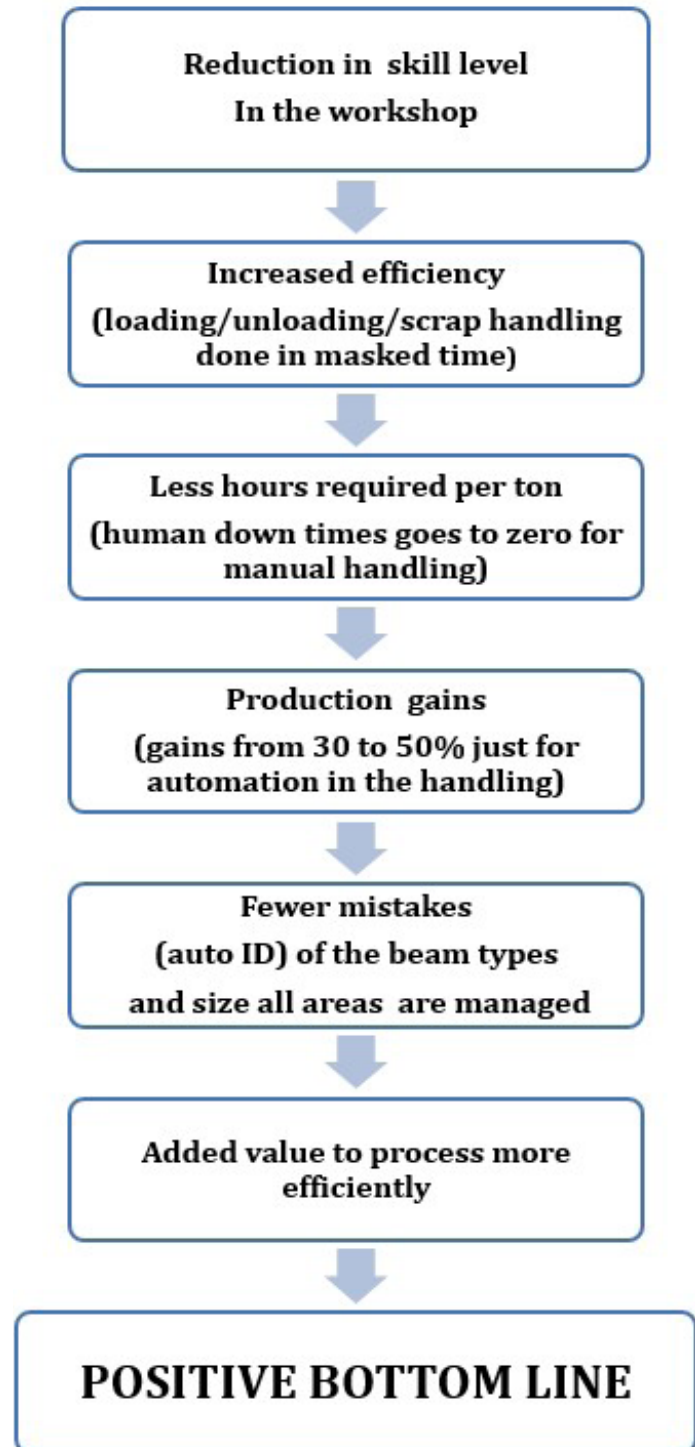 Reduction in skill level
In the workshop
Increased efficiency
(loading/unloading/scrap handling
done in masked time)
Less hours required per ton
(human down times goes to zero for
manual handling)
Production gains
(gains from 30 to 50% just for
automation in the handling)
Fewer mistakes
(auto ID) of the beam types
and size all areas are managed
Added value to process more
efficiently
POSITIVE BOTTOM LINE